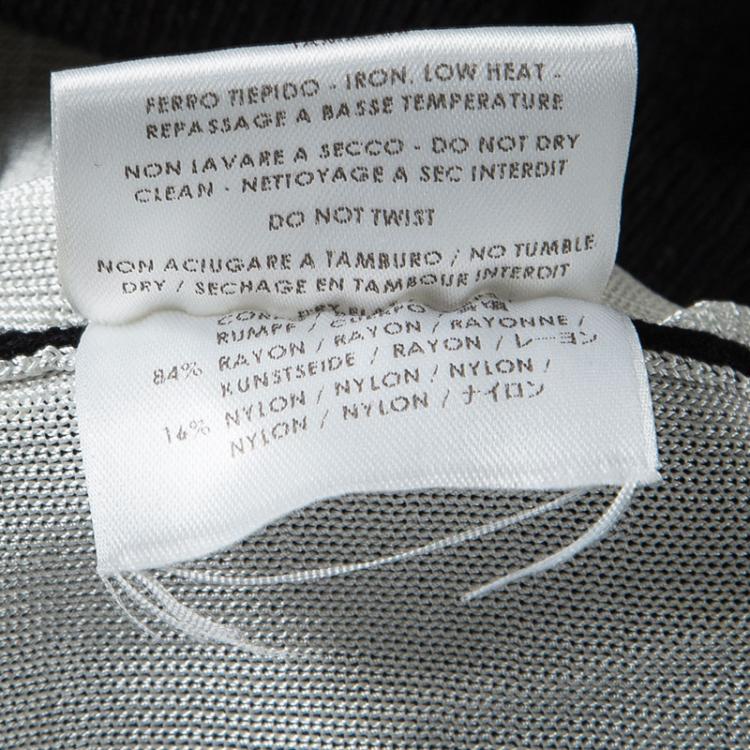 FERRO TIEPIDO - IRON, LOW HEAT -
REPASSAGE A BASSE TEMPERATURE
NON LAVARE A SECCO - DO NOT DRY
CLEAN - NETTOYAGE A SEC INTERDIT
DO NOT TWIST
NON ACIUGARE A TAMBURO / NO TUMBLE
DRY / SECHAGE EN TAMBOUR INTERDIT
RUMPF / CUERPO /
84% RAYON / RAYON / RAYONNE /
KUNSTSEIDE / RAYON / レーヨン
16% NYLON / NYLON / NYLON /
NYLON / NYLON / ナイロン